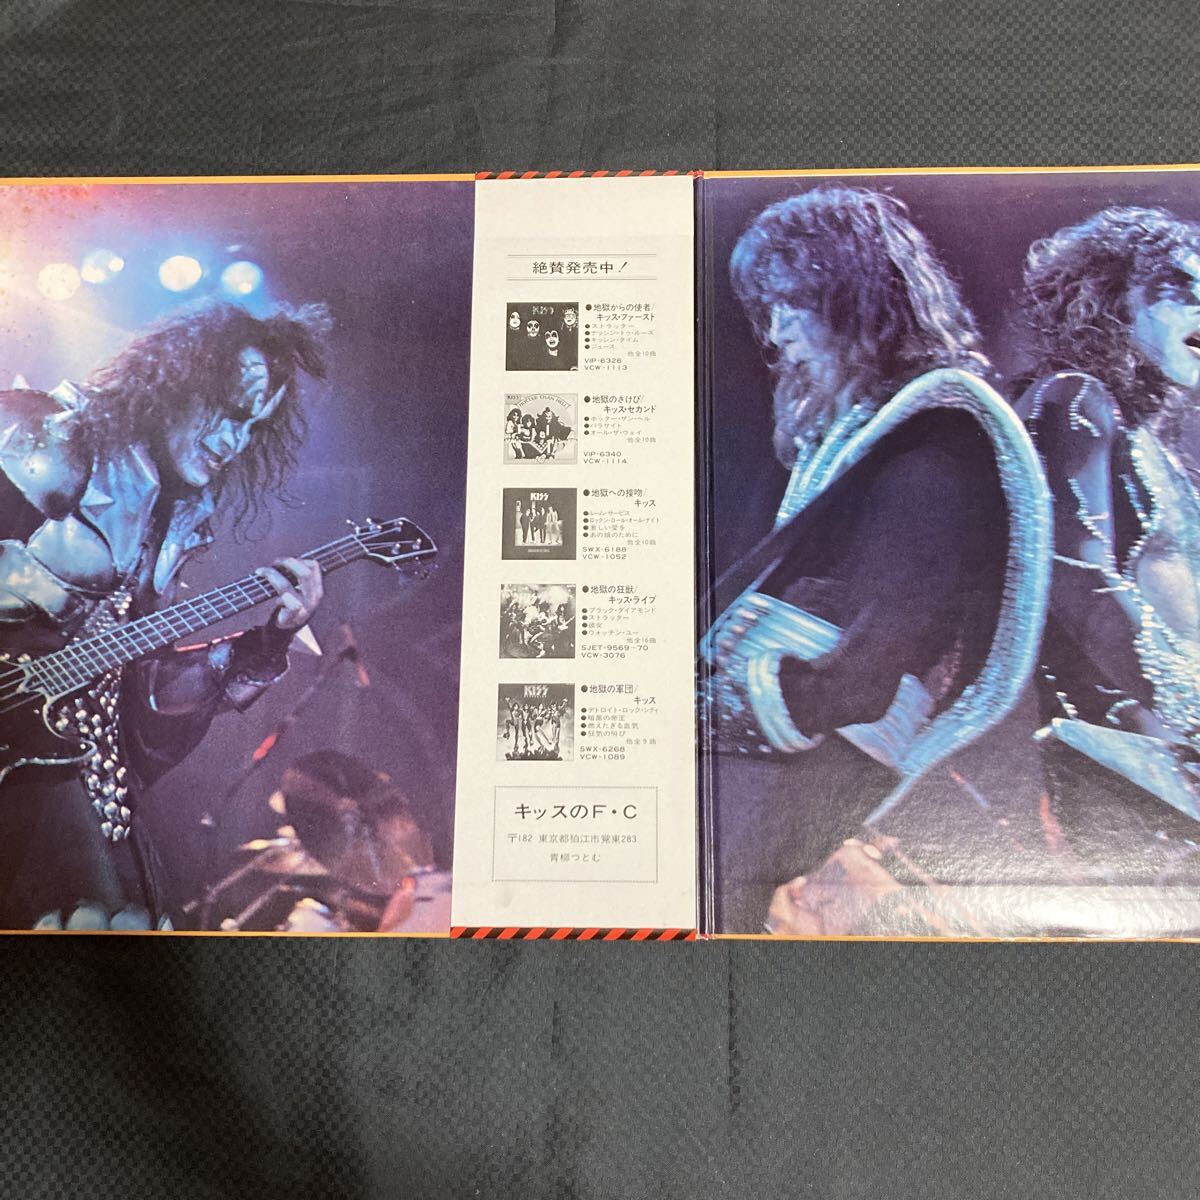 絶賛発売中!
KISS
●地獄からの使者/
キッス・ファースト
●ストラッター
●ナッシン・トゥ・ルーズ
●キッシン・タイム
●ジュース
他全10曲
VIP-6326
VCW-1113
KISS
HOTTER THAN HELL
●地獄のさけび/
キッス・セカンド
●ホッター・ザン・ヘル
●パラサイト
●オール・ザ・ウェイ
他全10曲
VIP-6340
VCW-1114
KISS
●地獄への接吻/
キッス
●ルーム・サービス
●ロックン・ロール・オール・ナイト
●激しい愛を
●あの娘のために
他全10曲
SWX-6188
VCW-1052
●地獄の狂獣/
キッス・ライブ
●ブラック・ダイアモンド
●ストラッター
●彼女
●ウォッチン・ユー
他全16曲
SJET-9569~70
VCW-3076
KISS
●地獄の軍団/
キッス
●デトロイト・ロック・シティ
●暗黒の帝王
●燃えたぎる血気
●狂気の叫び
他全9曲
SWX-6268
VCW-1089
キッスのF・C
〒182 東京都狛江市覚東283
青柳つとむ